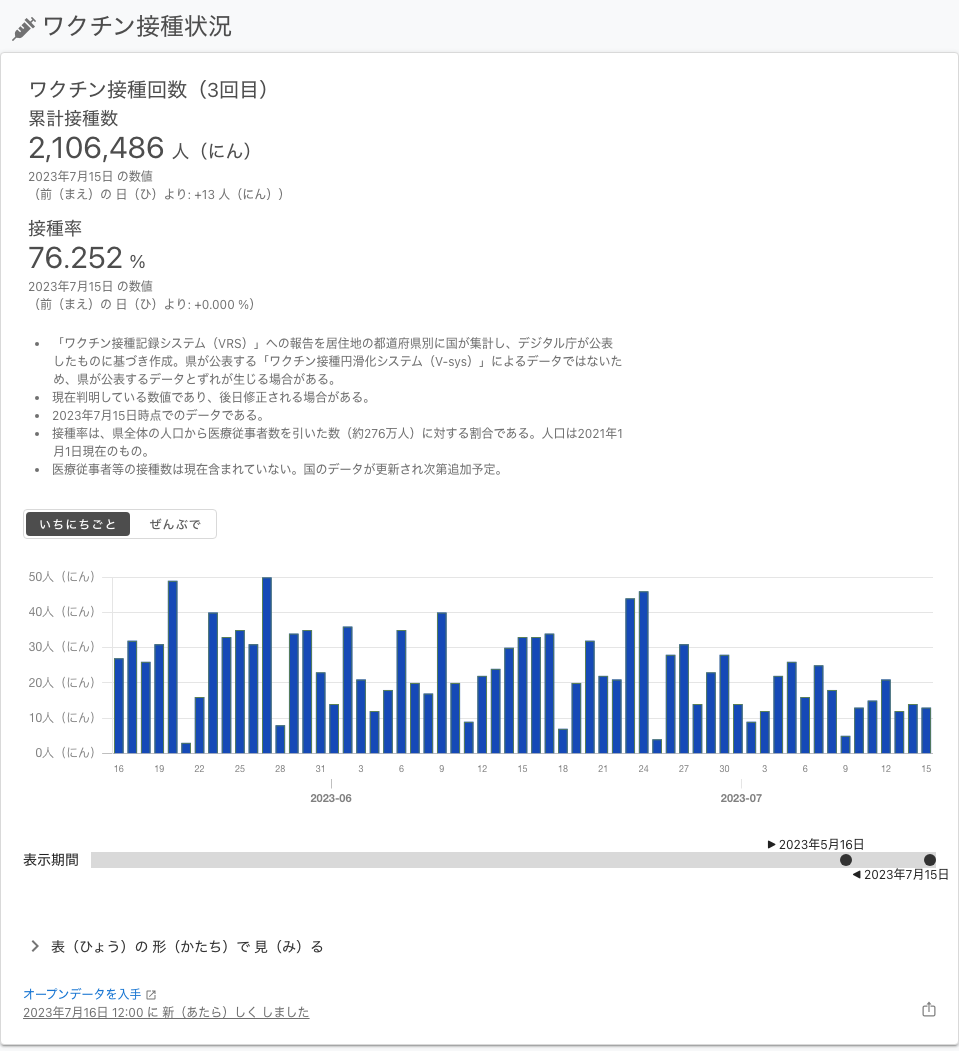 ワクチン接種状況
ワクチン接種回数（3回目）
累計接種数
2,106,486 人（にん）
2023年7月15日 の数値
（前（まえ）の 日（ひ）より: +13 人（にん））
接種率
76.252 %
2023年7月15日 の数値
（前（まえ）の 日（ひ）より: +0.000 %）
• 「ワクチン接種記録システム（VRS）」への報告を居住地の都道府県別に国が集計し、デジタル庁が公表
したものに基づき作成。県が公表する「ワクチン接種円滑化システム（V-sys）」によるデータではないた
め、県が公表するデータとずれが生じる場合がある。
• 現在判明している数値であり、後日修正される場合がある。
• 2023年7月15日時点でのデータである。
• 接種率は、県全体の人口から医療従事者数を引いた数（約276万人）に対する割合である。人口は2021年1
月1日現在のもの。
• 医療従事者等の接種数は現在含まれていない。国のデータが更新され次第追加予定。
いちにちごと ぜんぶで
50人（にん）
40人（にん）
30人（にん）
20人（にん）
10人（にん）
0人（にん）
16 19 22 25 28 31 3 6 9 12 15 18 21 24 27 30 3 6 9 12 15
2023-06 2023-07
▶ 2023年5月16日
表示期間
◀ 2023年7月15日
表（ひょう）の 形（かたち）で 見（み）る
オープンデータを入手
2023年7月16日 12:00 に 新（あたら）しく しました